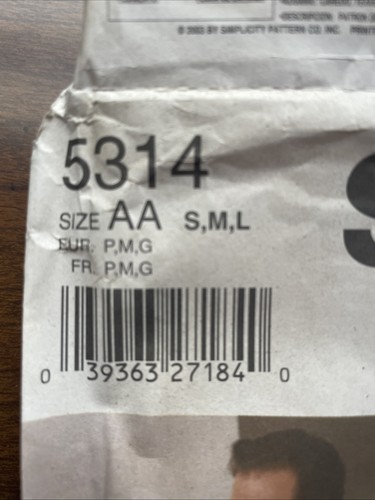 © 2003 BY SIMPLICITY PATTERN CO. INC.
5314
SIZE AA S,M,L
EUR. P,M,G
FR. P,M,G
0 39363 27184 0